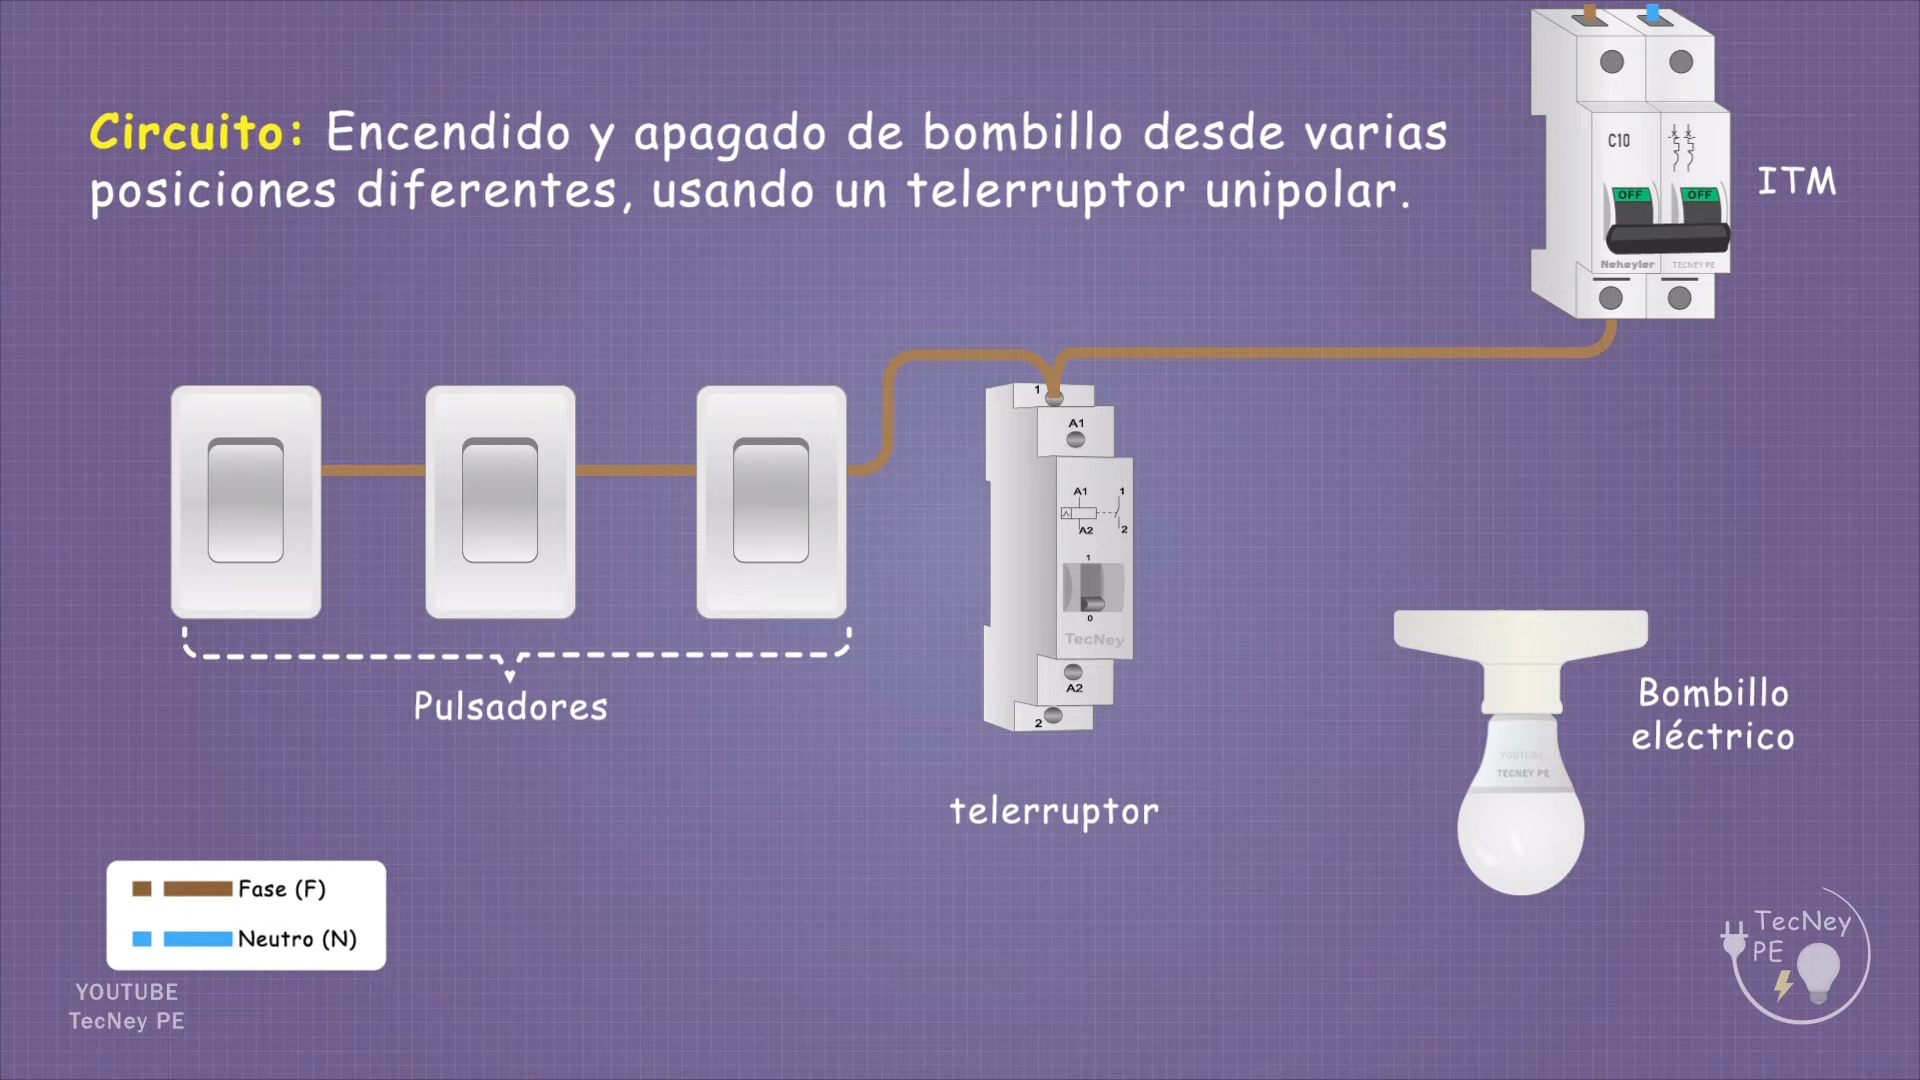 Circuito: Encendido y apagado de bombillo desde varias
posiciones diferentes, usando un telerruptor unipolar.
C10
OFF OFF
Neheyler TECNEY PE
ITM
1
A1
A1 1
A2 2
1
0
TecNey
A2
2
Pulsadores
telerruptor
Bombillo
eléctrico
YOUTUBE
TECNEY PE
Fase (F)
Neutro (N)
YOUTUBE
TecNey PE
TecNey
PE